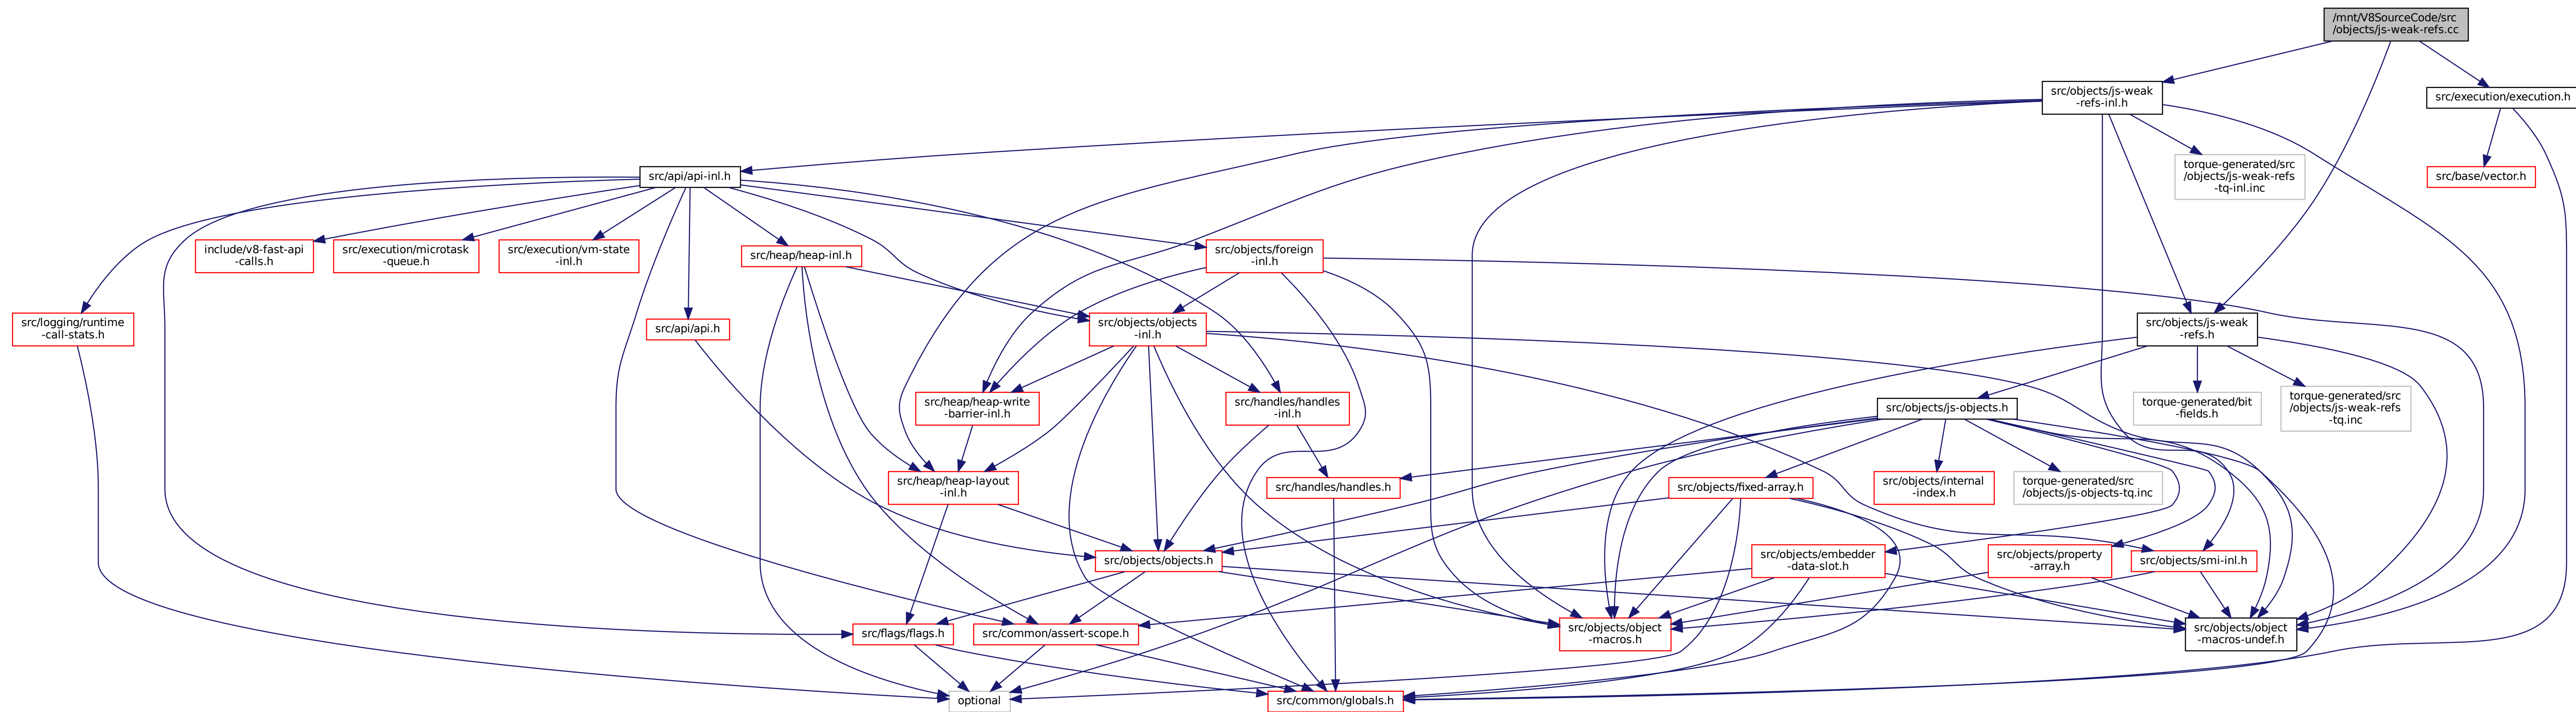 /mnt/V8SourceCode/src
/objects/js-weak-refs.cc
src/objects/js-weak
-refs-inl.h
src/execution/execution.h
src/api/api-inl.h
torque-generated/src
/objects/js-weak-refs
-tq-inl.inc
src/base/vector.h
include/v8-fast-api
-calls.h
src/execution/microtask
-queue.h
src/execution/vm-state
-inl.h
src/heap/heap-inl.h
src/objects/foreign
-inl.h
src/logging/runtime
-call-stats.h
src/api/api.h
src/objects/objects
-inl.h
src/objects/js-weak
-refs.h
src/heap/heap-write
-barrier-inl.h
src/handles/handles
-inl.h
src/objects/js-objects.h
torque-generated/bit
-fields.h
torque-generated/src
/objects/js-weak-refs
-tq.inc
src/heap/heap-layout
-inl.h
src/handles/handles.h
src/objects/fixed-array.h
src/objects/internal
-index.h
torque-generated/src
/objects/js-objects-tq.inc
src/objects/objects.h
src/objects/embedder
-data-slot.h
src/objects/property
-array.h
src/objects/smi-inl.h
src/flags/flags.h
src/common/assert-scope.h
src/objects/object
-macros.h
src/objects/object
-macros-undef.h
optional
src/common/globals.h